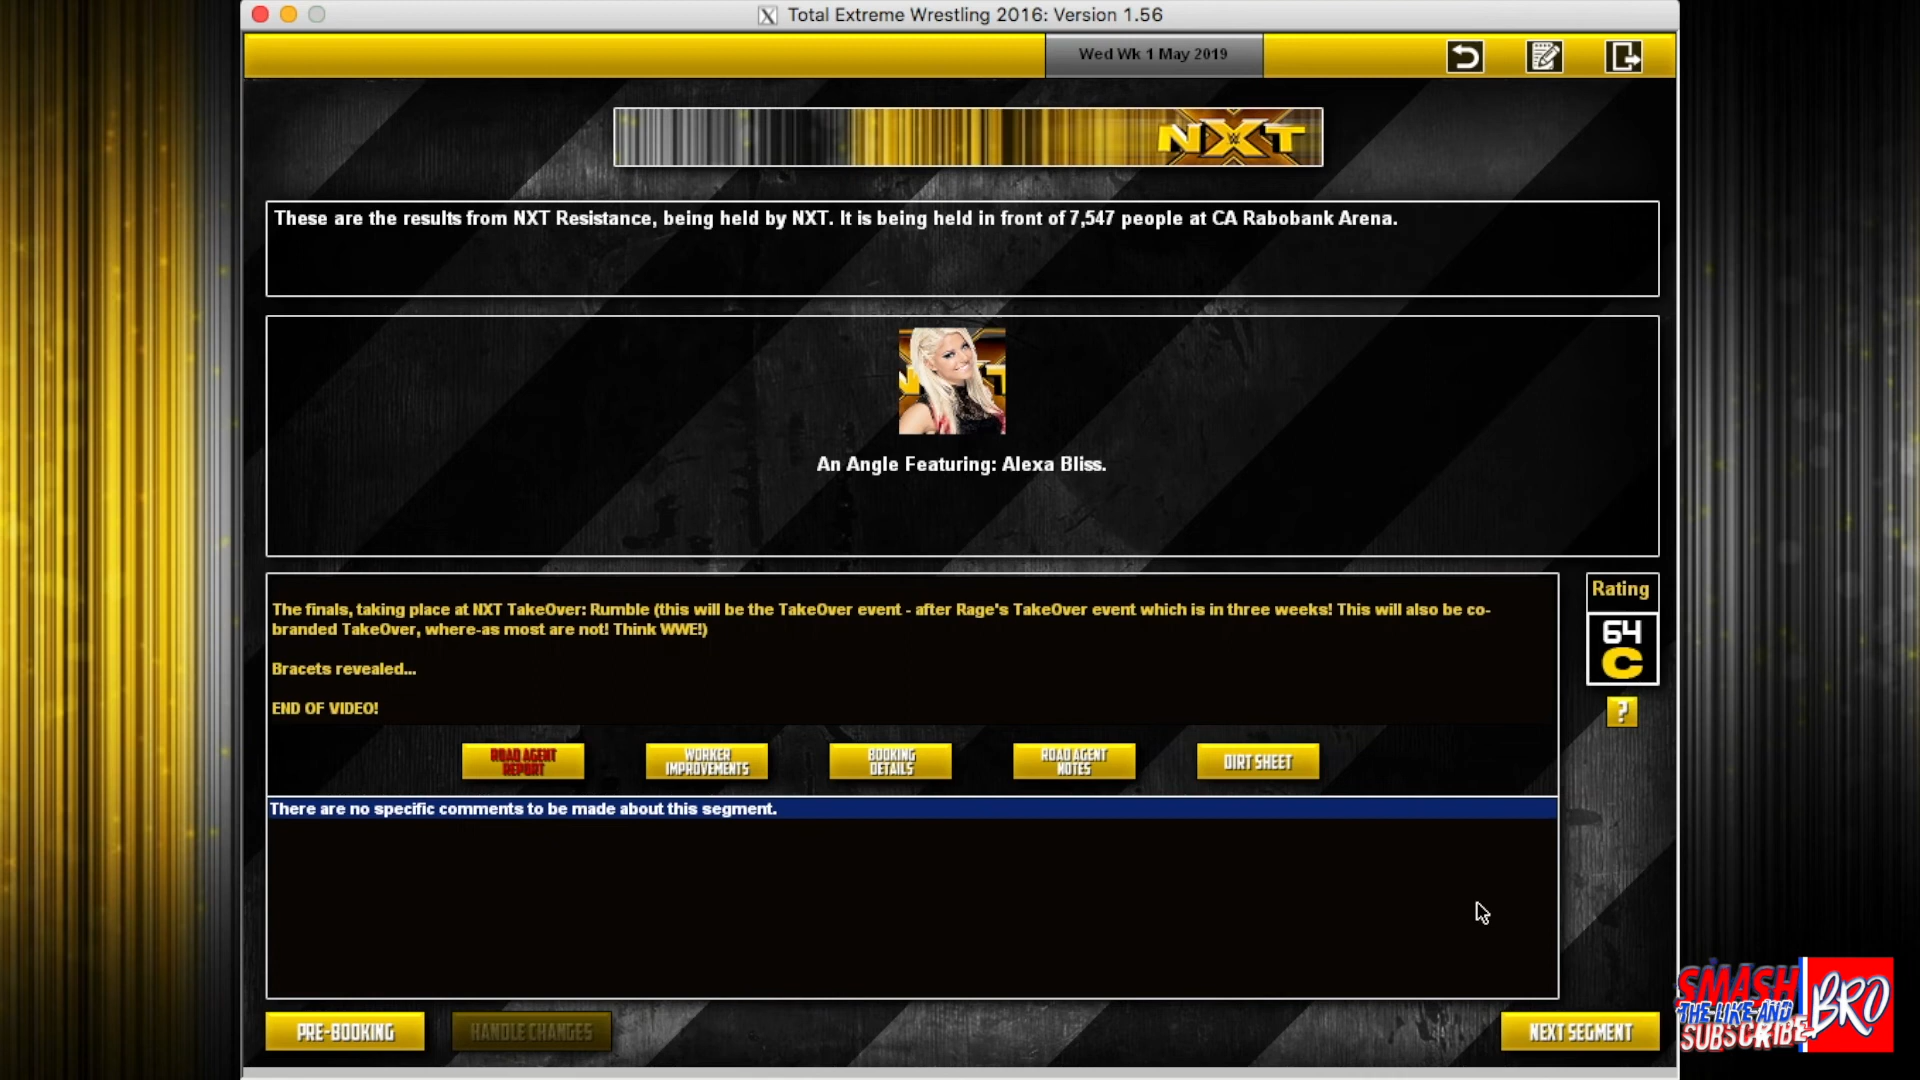 X Total Extreme Wrestling 2016: Version 1.56
Wed Wk 1 May 2019
NXT
These are the results from NXT Resistance, being held by NXT. It is being held in front of 7,547 people at CA Rabobank Arena.
An Angle Featuring: Alexa Bliss.
The finals, taking place at NXT TakeOver: Rumble (this will be the TakeOver event - after Rage's TakeOver event which is in three weeks! This will also be co-
branded TakeOver, where-as most are not! Think WWE!)
Bracets revealed...
END OF VIDEO!
Rating
64
C
?
ROAD AGENT
REPORT
WORKER
IMPROVEMENTS
BOOKING
DETAILS
ROAD AGENT
NOTES
DIRT SHEET
There are no specific comments to be made about this segment.
PRE-BOOKING
HANDLE CHANGES
NEXT SEGMENT
SMASH
THE LIKE AND
SUBSCRIBE
BRO